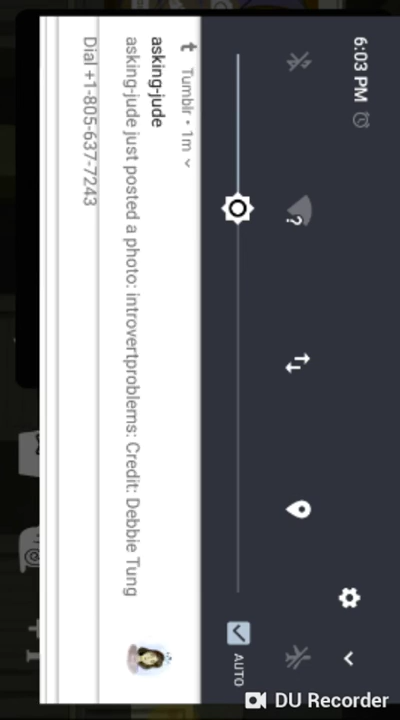 6:03 PM
?
AUTO
Tumblr • 1m
asking-jude
asking-jude just posted a photo: introvertproblems: Credit: Debbie Tung
Dial +1-805-637-7243
DU Recorder